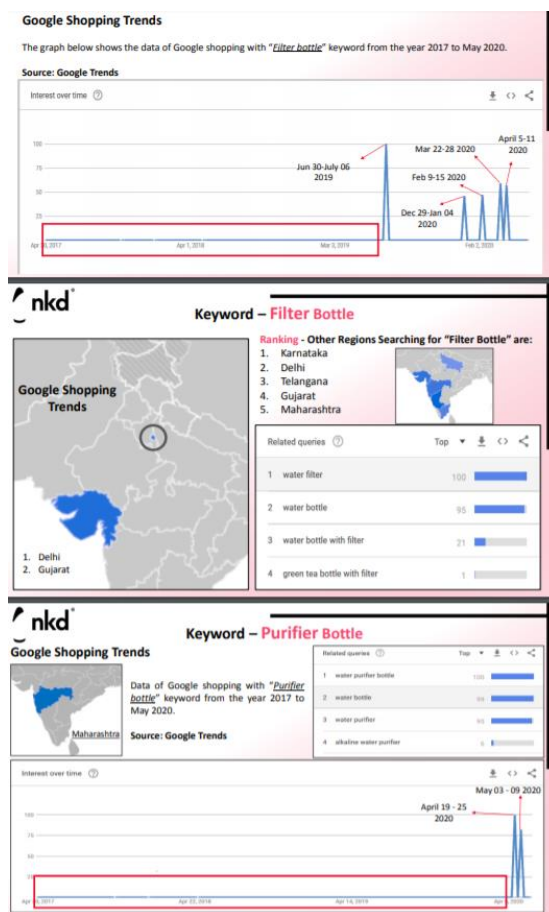 Google Shopping Trends
The graph below shows the data of Google shopping with "Filter bottle" keyword from the year 2017 to May 2020.
Source: Google Trends
Interest over time
100
75
50
25
Jun 30-July 06
2019
Dec 29-Jan 04
2020
Feb 9-15 2020
Mar 22-28 2020
April 5-11
2020
2017
Apr 1, 2018
Mar 3, 2019
Feb 2, 2020
nkd
Keyword – Filter Bottle
Google Shopping
Trends
1. Delhi
2. Gujarat
Ranking - Other Regions Searching for "Filter Bottle" are:
1. Karnataka
2. Delhi
3. Telangana
4. Gujarat
5. Maharashtra
Related queries Top
1 water filter 100
2 water bottle 95
3 water bottle with filter 21
4 green tea bottle with filter 1
nkd
Keyword – Purifier Bottle
Google Shopping Trends
Maharashtra
Data of Google shopping with "Purifier
bottle" keyword from the year 2017 to
May 2020.
Source: Google Trends
Related queries Top
1 water purifier bottle 100
2 water bottle
3 water purifier
4 alkaline water purifier
Interest over time
100
75
50
April 19 - 25
2020
May 03 - 09 2020
2017
Apr 22, 2018
Apr 14, 2019
2020